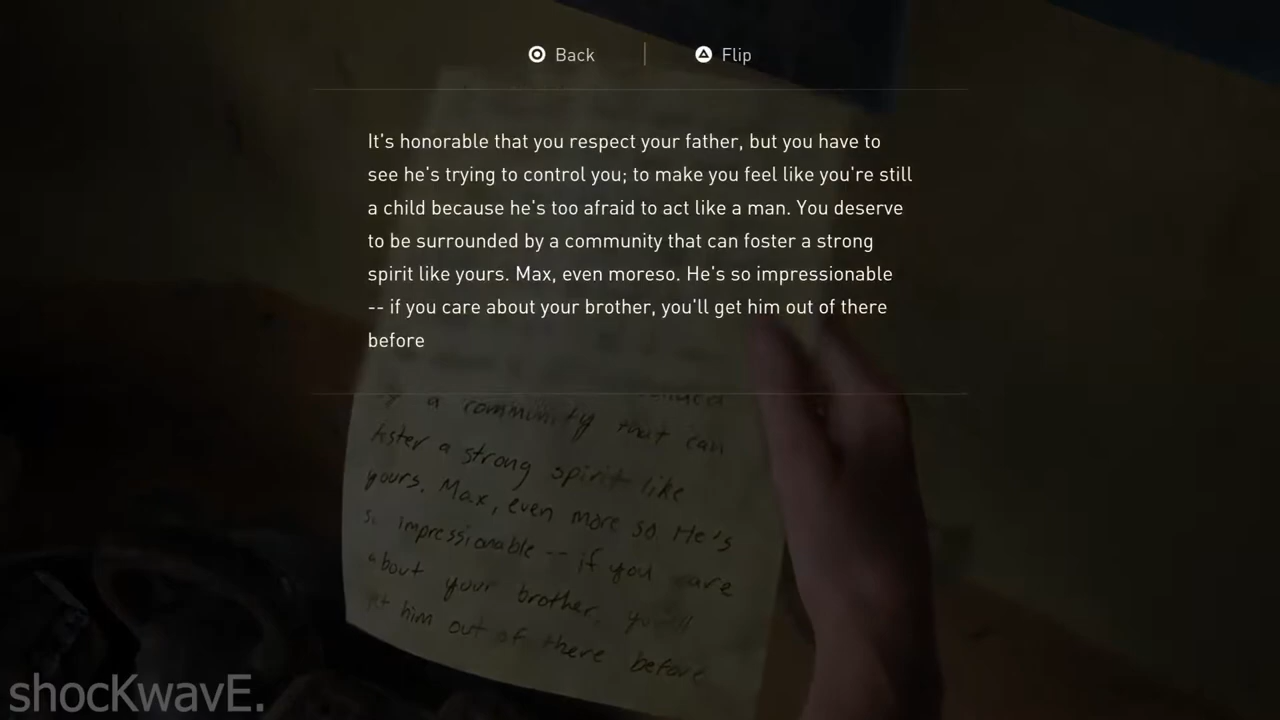 Back
Flip
It's honorable that you respect your father, but you have to
see he's trying to control you; to make you feel like you're still
a child because he's too afraid to act like a man. You deserve
to be surrounded by a community that can foster a strong
spirit like yours. Max, even moreso. He's so impressionable
-- if you care about your brother, you'll get him out of there
before
a community that can
foster a strong spirit like
yours. Max, even more so. He's
so impressionable -- if you care
about your brother, you'll
get him out of there before
shocKwavE.